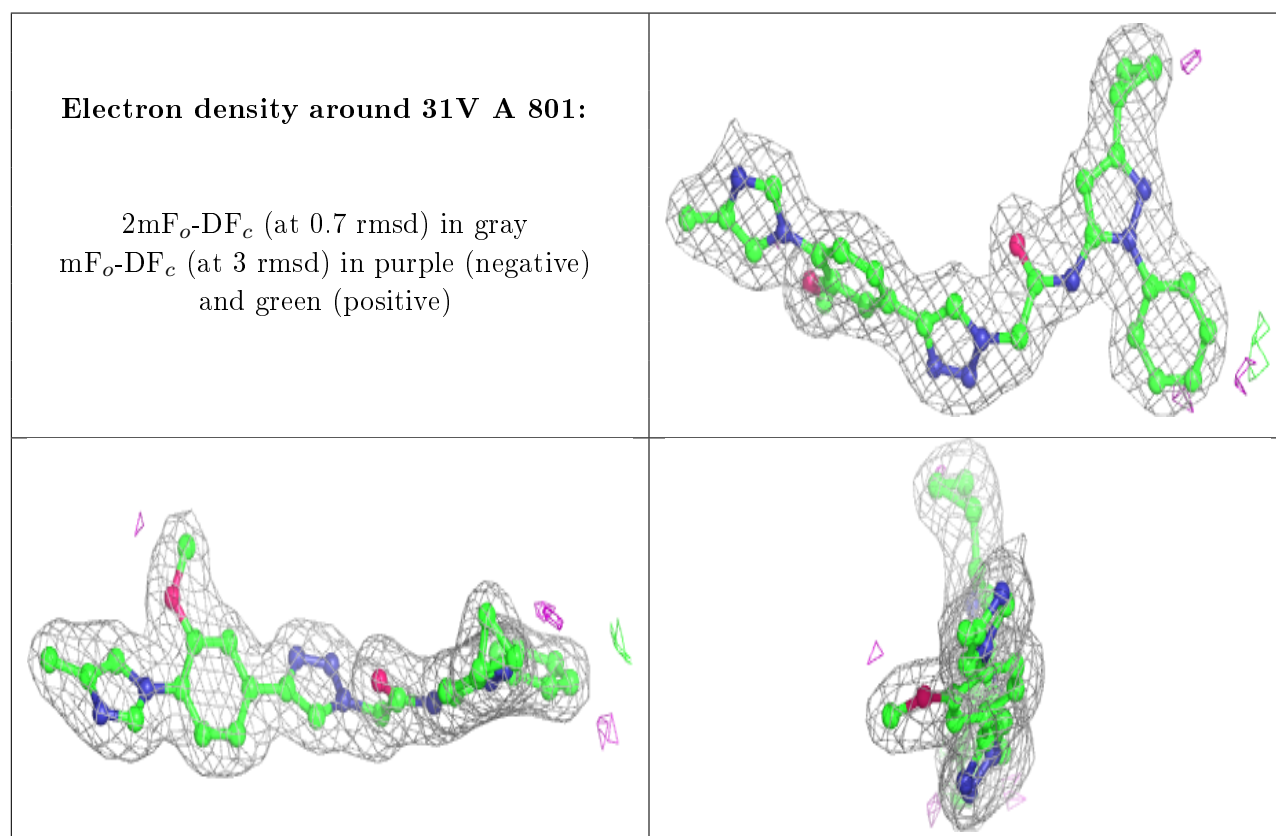 Electron density around 31V A 801:
2mFo-DFc (at 0.7 rmsd) in gray
mFo-DFc (at 3 rmsd) in purple (negative)
and green (positive)